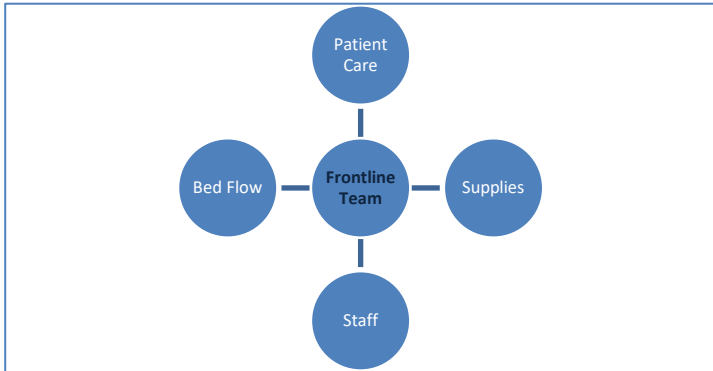 Patient
Care
Bed Flow
Frontline
Team
Supplies
Staff